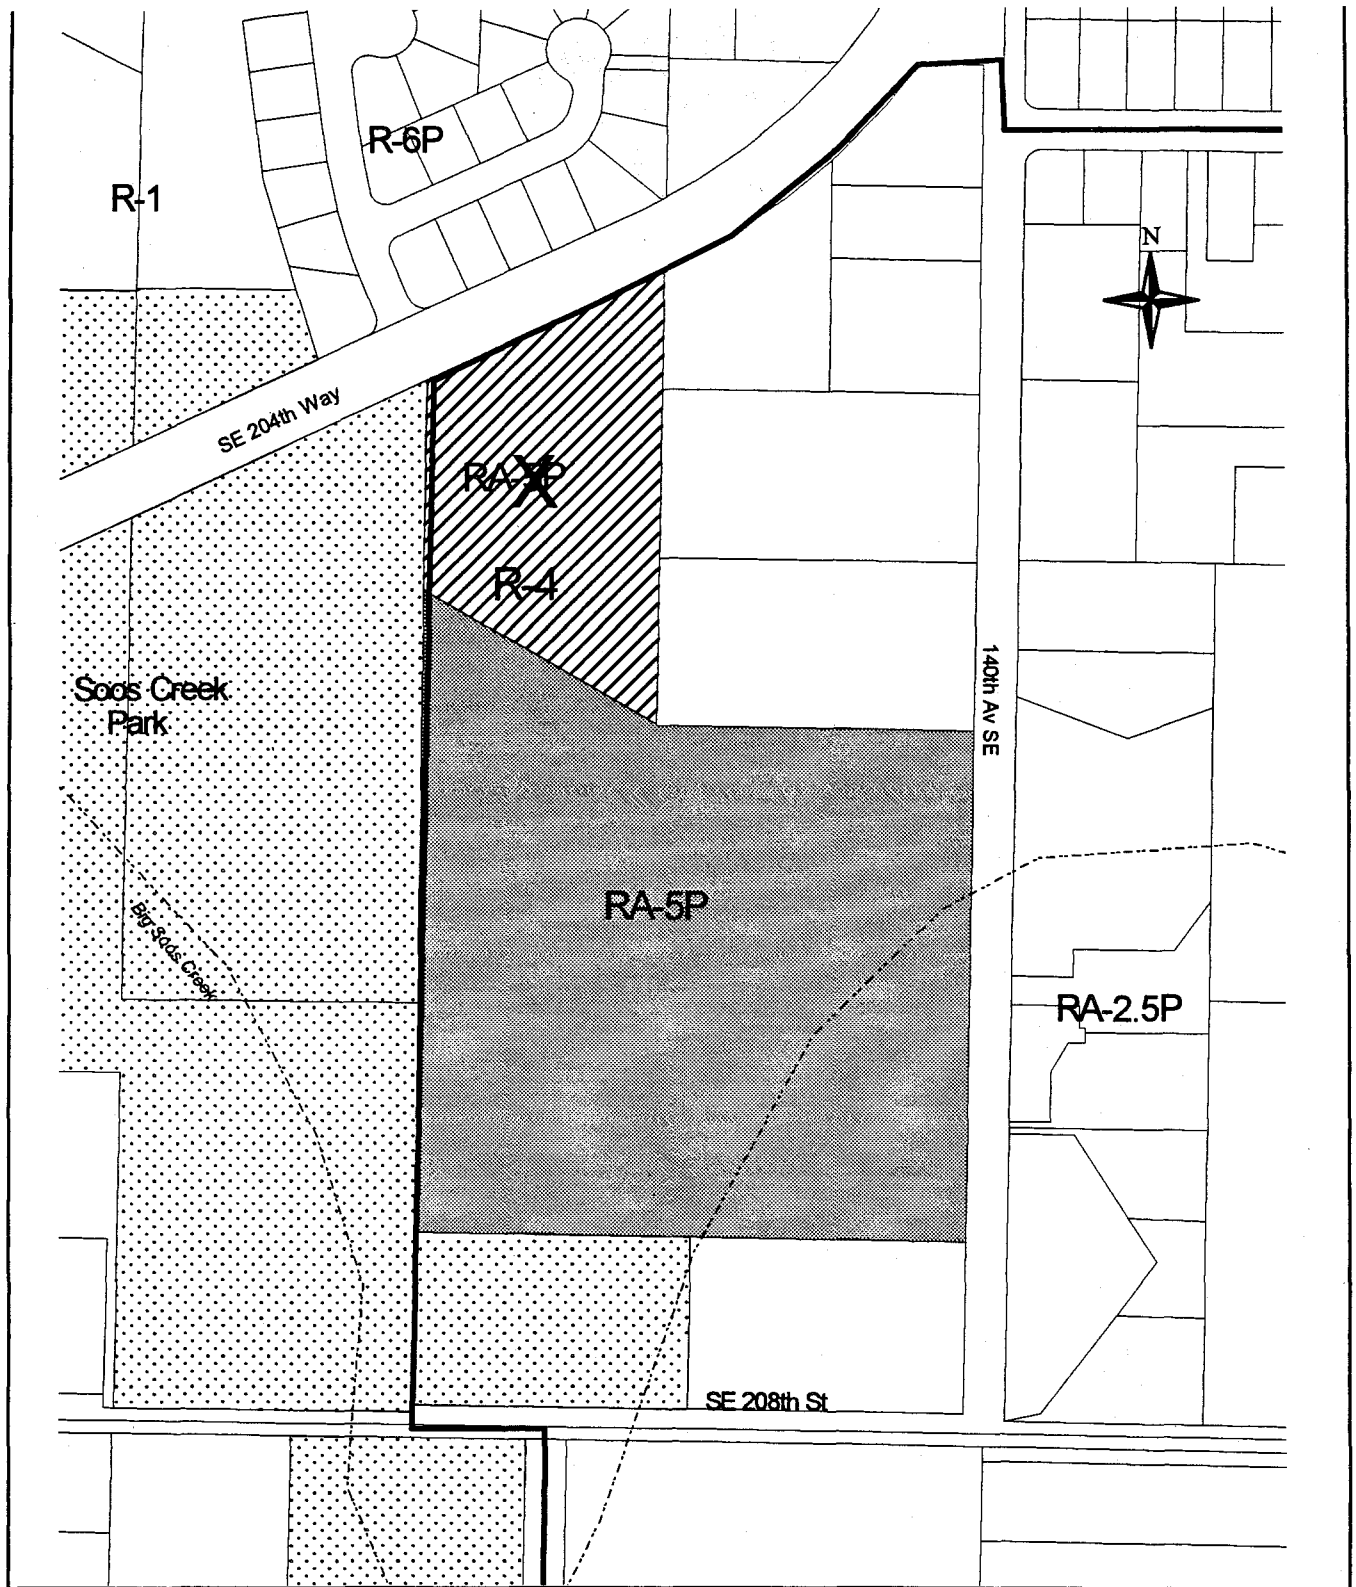 R-6P
R-1
N
SE 204th Way
RA-5P
X
R-4
Soos Creek
Park
140th Av SE
RA-5P
Big Soos Creek
RA-2.5P
SE 208th St